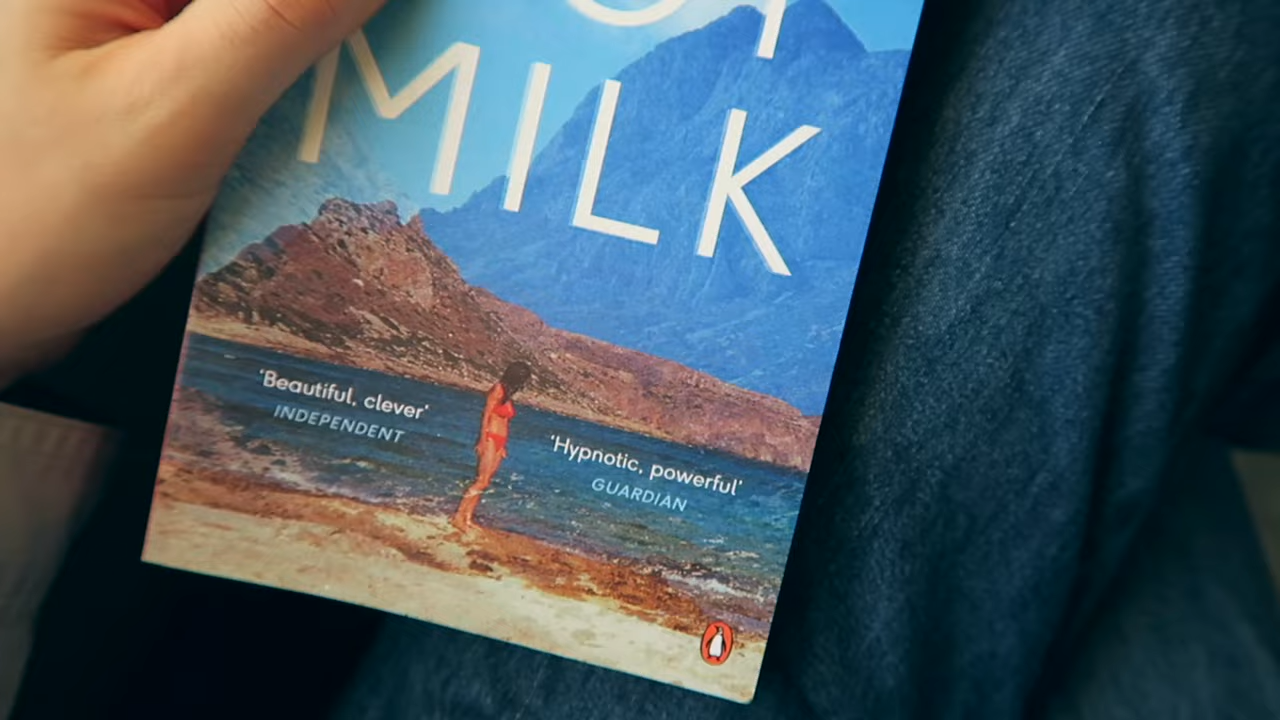 MILK
'Beautiful, clever'
INDEPENDENT
'Hypnotic, powerful'
GUARDIAN